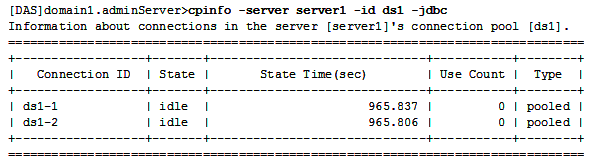 [DAS]domain1.adminServer>cpinfo -server server1 -id ds1 -jdbc
Information about connections in the server [server1]'s connection pool [ds1].
================================================================================
+-----------------+-------+------------------------------+-----------+--------+
|   Connection ID | State |       State Time(sec)        | Use Count |  Type  |
+-----------------+-------+------------------------------+-----------+--------+
| ds1-1           | idle  |                      965.837 |         0 | pooled |
| ds1-2           | idle  |                      965.806 |         0 | pooled |
+-----------------+-------+------------------------------+-----------+--------+
================================================================================